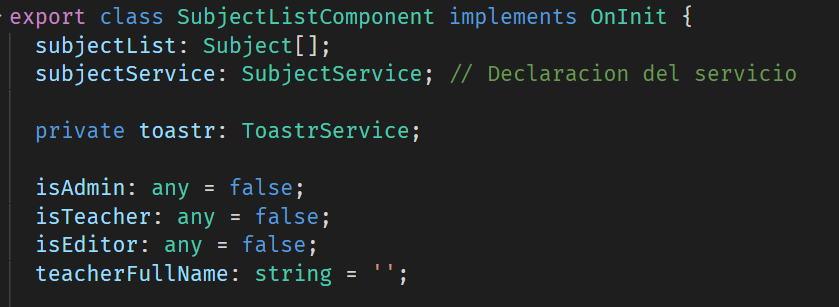 export class SubjectListComponent implements OnInit {
subjectList: Subject[];
subjectService: SubjectService; // Declaracion del servicio
private toastr: ToastrService;
isAdmin: any = false;
isTeacher: any = false;
isEditor: any = false;
teacherFullName: string = '';